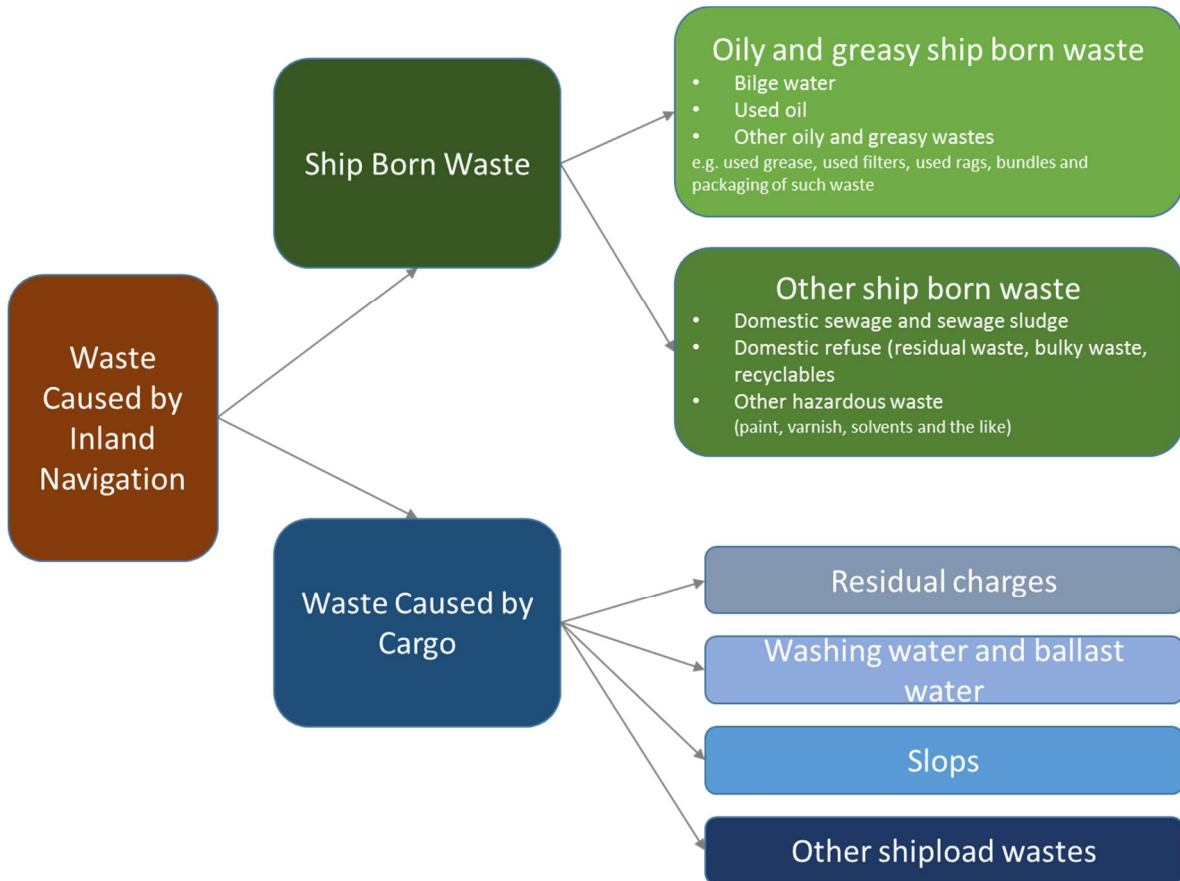 Waste
Caused by
Inland
Navigation
Ship Born Waste
Oily and greasy ship born waste
• Bilge water
• Used oil
• Other oily and greasy wastes
e.g. used grease, used filters, used rags, bundles and
packaging of such waste
Other ship born waste
• Domestic sewage and sewage sludge
• Domestic refuse (residual waste, bulky waste,
recyclables
• Other hazardous waste
(paint, varnish, solvents and the like)
Waste Caused by
Cargo
Residual charges
Washing water and ballast
water
Slops
Other shipload wastes